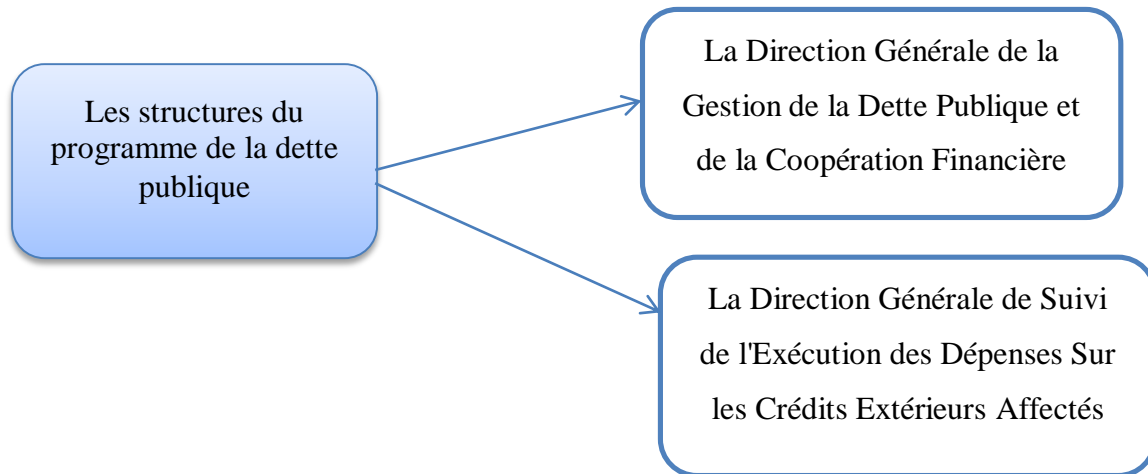 Les structures du
programme de la dette
publique
La Direction Générale de la
Gestion de la Dette Publique et
de la Coopération Financière
La Direction Générale de Suivi
de l'Exécution des Dépenses Sur
les Crédits Extérieurs Affectés